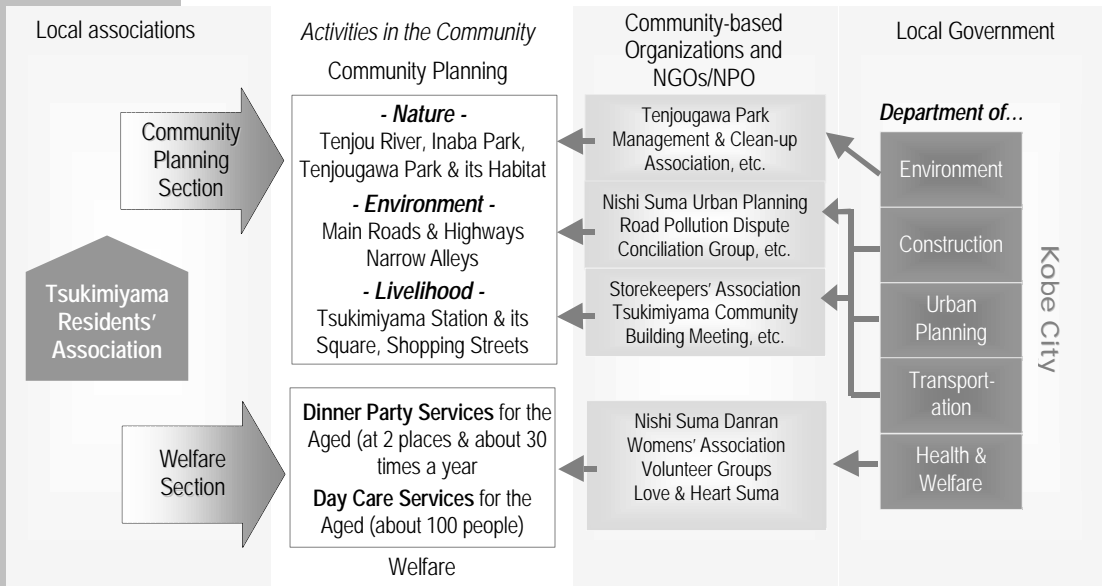 Local associations
Community
Planning
Section
Tsukimiyama
Residents'
Association
Welfare
Section
Activities in the Community
Community Planning
- Nature -
Tenjou River, Inaba Park,
Tenjougawa Park & its Habitat
- Environment -
Main Roads & Highways
Narrow Alleys
- Livelihood -
Tsukimiyama Station & its
Square, Shopping Streets
Dinner Party Services for the
Aged (at 2 places & about 30
times a year
Day Care Services for the
Aged (about 100 people)
Welfare
Community-based
Organizations and
NGOs/NPO
Tenjougawa Park
Management & Clean-up
Association, etc.
Nishi Suma Urban Planning
Road Pollution Dispute
Conciliation Group, etc.
Storekeepers' Association
Tsukimiyama Community
Building Meeting, etc.
Nishi Suma Danran
Womens' Association
Volunteer Groups
Love & Heart Suma
Local Government
Department of...
Environment
Construction
Urban
Planning
Transport-
ation
Health &
Welfare
Kobe City